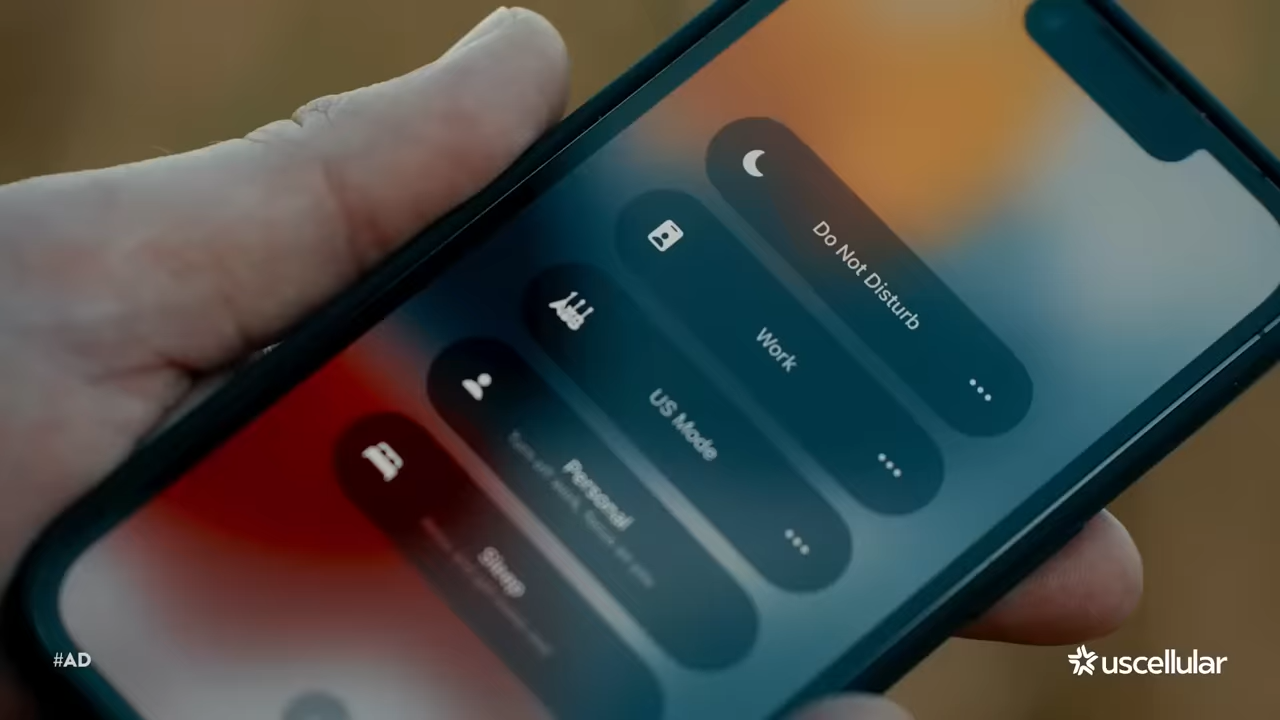 Do Not Disturb
Work
US Mode
Personal
Sleep
#AD
uscellular